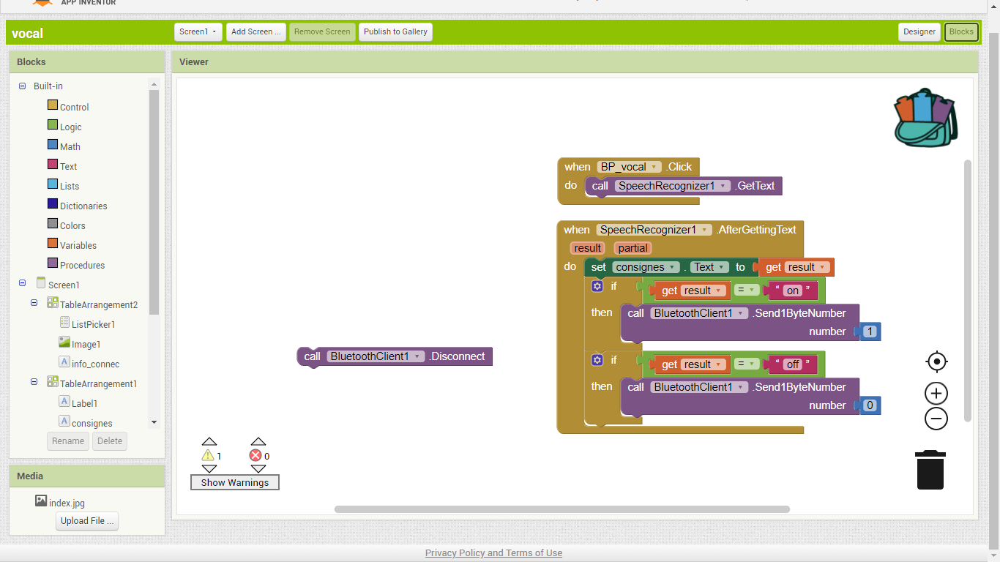 APP INVENTOR
vocal
Screen1
Add Screen ...
Remove Screen
Publish to Gallery
Designer
Blocks
Blocks
Built-in
Control
Logic
Math
Text
Lists
Dictionaries
Colors
Variables
Procedures
Screen1
TableArrangement2
ListPicker1
Image1
info_connec
TableArrangement1
Label1
consignes
Rename
Delete
Media
index.jpg
Upload File ...
Viewer
when BP_vocal .Click
do call SpeechRecognizer1 .GetText
when SpeechRecognizer1 .AfterGettingText
result partial
do set consignes . Text to get result
if get result = “ on ”
then call BluetoothClient1 .Send1ByteNumber
number 1
if get result = “ off ”
then call BluetoothClient1 .Send1ByteNumber
number 0
call BluetoothClient1 .Disconnect
1 0
Show Warnings
Privacy Policy and Terms of Use